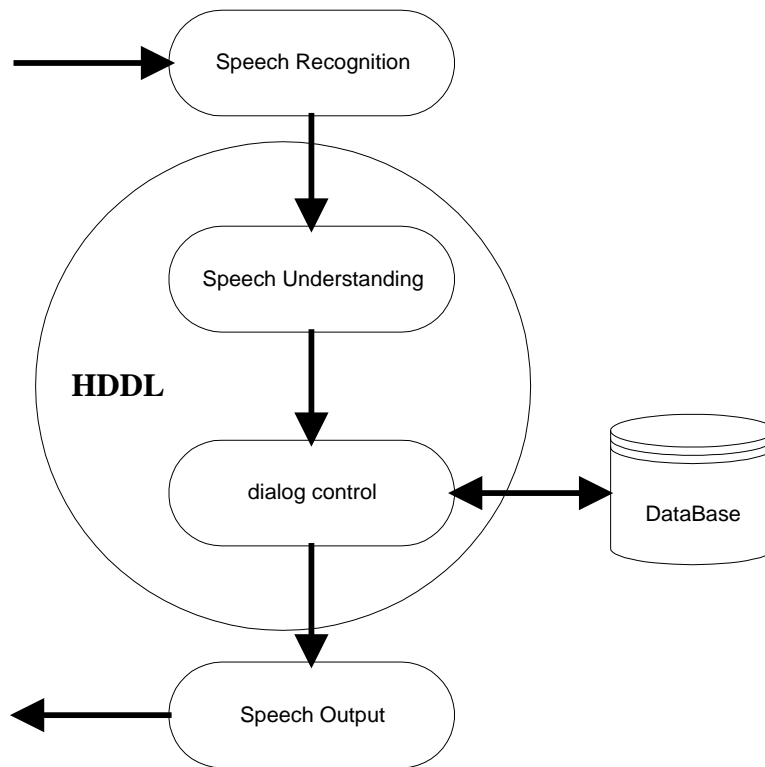 Speech Recognition
Speech Understanding
HDDL
dialog control
DataBase
Speech Output